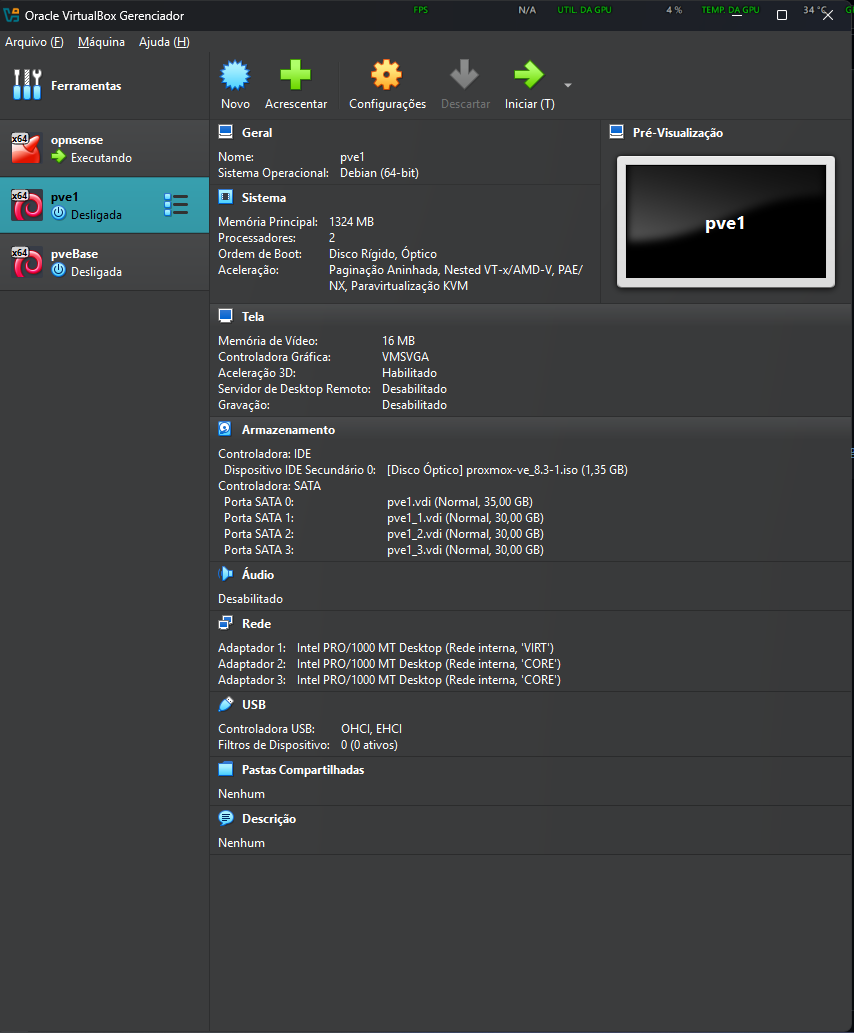 Oracle VirtualBox Gerenciador
FPS N/A UTIL. DA GPU 4 % TEMP. DA GPU 34 °C
Arquivo (F) Máquina Ajuda (H)
Ferramentas
Novo Acrescentar Configurações Descartar Iniciar (T)
x64 opnsense
Executando
x64 pve1
Desligada
x64 pveBase
Desligada
Geral
Nome: pve1
Sistema Operacional: Debian (64-bit)
Sistema
Memória Principal: 1324 MB
Processadores: 2
Ordem de Boot: Disco Rígido, Óptico
Aceleração: Paginação Aninhada, Nested VT-x/AMD-V, PAE/
NX, Paravirtualização KVM
Pré-Visualização
pve1
Tela
Memória de Vídeo: 16 MB
Controladora Gráfica: VMSVGA
Aceleração 3D: Habilitado
Servidor de Desktop Remoto: Desabilitado
Gravação: Desabilitado
Armazenamento
Controladora: IDE
Dispositivo IDE Secundário 0: [Disco Óptico] proxmox-ve_8.3-1.iso (1,35 GB)
Controladora: SATA
Porta SATA 0: pve1.vdi (Normal, 35,00 GB)
Porta SATA 1: pve1_1.vdi (Normal, 30,00 GB)
Porta SATA 2: pve1_2.vdi (Normal, 30,00 GB)
Porta SATA 3: pve1_3.vdi (Normal, 30,00 GB)
Áudio
Desabilitado
Rede
Adaptador 1: Intel PRO/1000 MT Desktop (Rede interna, 'VIRT')
Adaptador 2: Intel PRO/1000 MT Desktop (Rede interna, 'CORE')
Adaptador 3: Intel PRO/1000 MT Desktop (Rede interna, 'CORE')
USB
Controladora USB: OHCI, EHCI
Filtros de Dispositivo: 0 (0 ativos)
Pastas Compartilhadas
Nenhum
Descrição
Nenhum